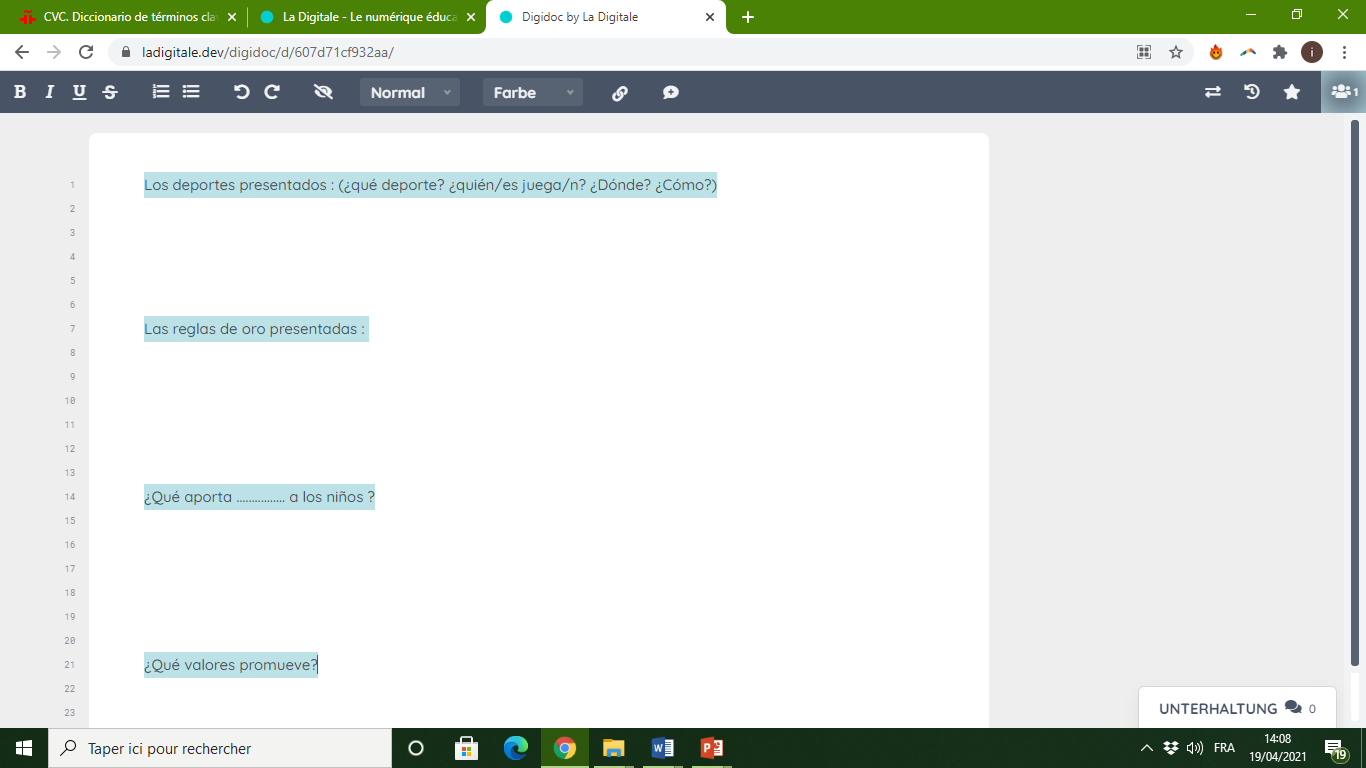 CVC. Diccionario de términos cla
La Digitale - Le numérique éduca
Digidoc by La Digitale
ladigitale.dev/digidoc/d/607d71cf932aa/
i
B I U S Normal Farbe 1
1 Los deportes presentados : (¿qué deporte? ¿quién/es juega/n? ¿Dónde? ¿Cómo?)
2
3
4
5
6
7 Las reglas de oro presentadas :
8
9
10
11
12
13
14 ¿Qué aporta ................ a los niños ?
15
16
17
18
19
20
21 ¿Qué valores promueve?
22
23
UNTERHALTUNG 0
Taper ici pour rechercher
FRA
14:08
19/04/2021
19